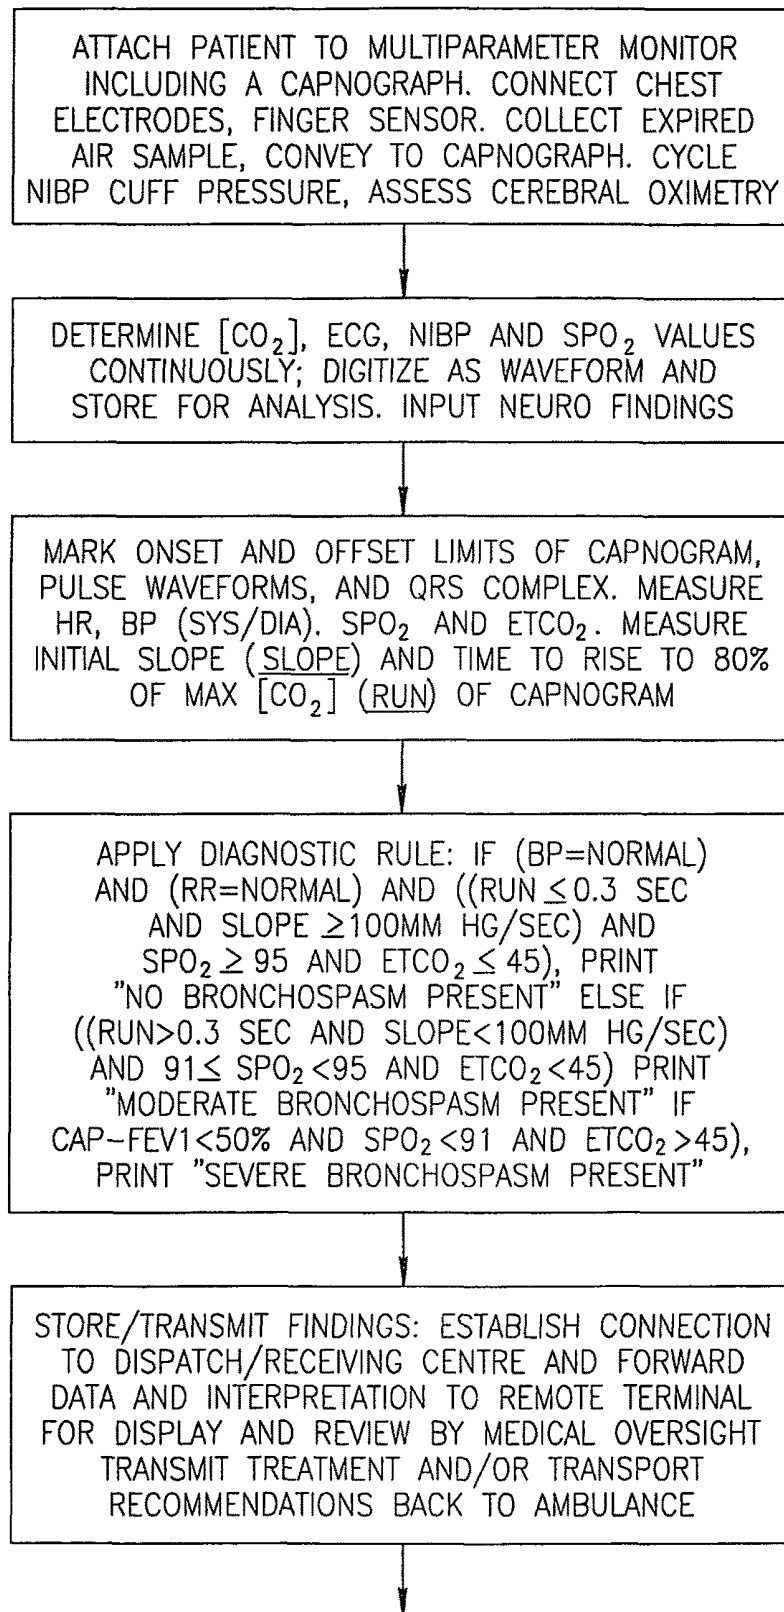 ATTACH PATIENT TO MULTIPARAMETER MONITOR
INCLUDING A CAPNOGRAPH. CONNECT CHEST
ELECTRODES, FINGER SENSOR. COLLECT EXPIRED
AIR SAMPLE, CONVEY TO CAPNOGRAPH. CYCLE
NIBP CUFF PRESSURE, ASSESS CEREBRAL OXIMETRY
DETERMINE [CO₂], ECG, NIBP AND SPO₂ VALUES
CONTINUOUSLY; DIGITIZE AS WAVEFORM AND
STORE FOR ANALYSIS. INPUT NEURO FINDINGS
MARK ONSET AND OFFSET LIMITS OF CAPNOGRAM,
PULSE WAVEFORMS, AND QRS COMPLEX. MEASURE
HR, BP (SYS/DIA). SPO₂ AND ETCO₂. MEASURE
INITIAL SLOPE (SLOPE) AND TIME TO RISE TO 80%
OF MAX [CO₂] (RUN) OF CAPNOGRAM
APPLY DIAGNOSTIC RULE: IF (BP=NORMAL)
AND (RR=NORMAL) AND ((RUN≤0.3 SEC
AND SLOPE ≥100MM HG/SEC) AND
SPO₂≥95 AND ETCO₂≤45), PRINT
"NO BRONCHOSPASM PRESENT" ELSE IF
((RUN>0.3 SEC AND SLOPE<100MM HG/SEC)
AND 91≤ SPO₂<95 AND ETCO₂<45) PRINT
"MODERATE BRONCHOSPASM PRESENT" IF
CAP-FEV1<50% AND SPO₂<91 AND ETCO₂>45),
PRINT "SEVERE BRONCHOSPASM PRESENT"
STORE/TRANSMIT FINDINGS: ESTABLISH CONNECTION
TO DISPATCH/RECEIVING CENTRE AND FORWARD
DATA AND INTERPRETATION TO REMOTE TERMINAL
FOR DISPLAY AND REVIEW BY MEDICAL OVERSIGHT
TRANSMIT TREATMENT AND/OR TRANSPORT
RECOMMENDATIONS BACK TO AMBULANCE